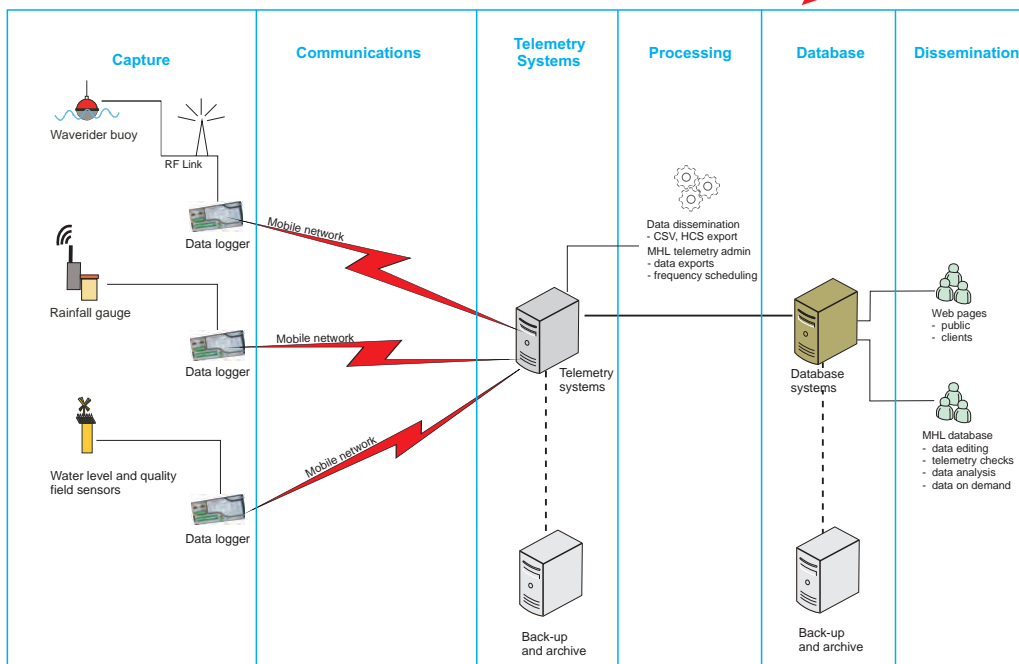 Capture
Communications
Telemetry
Systems
Processing
Database
Dissemination
Waverider buoy
RF Link
Data logger
Mobile network
Rainfall gauge
Data logger
Mobile network
Water level and quality
field sensors
Data logger
Mobile network
Telemetry
systems
Back-up
and archive
Data dissemination
- CSV, HCS export
MHL telemetry admin
- data exports
- frequency scheduling
Database
systems
Back-up
and archive
Web pages
- public
- clients
MHL database
- data editing
- telemetry checks
- data analysis
- data on demand